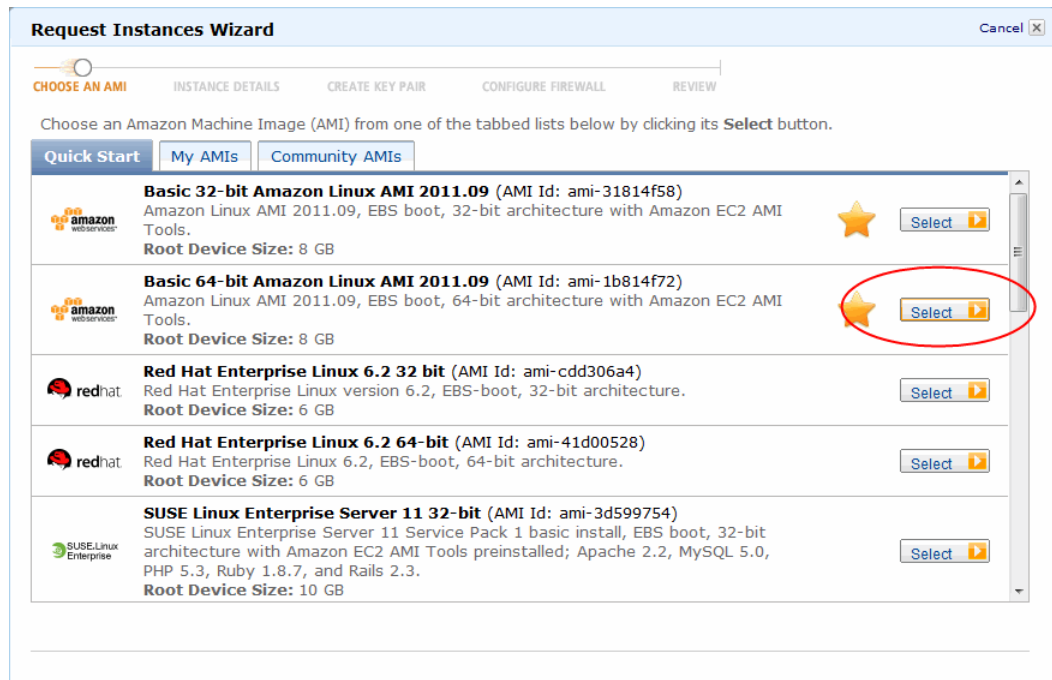 Request Instances Wizard
Cancel
CHOOSE AN AMI INSTANCE DETAILS CREATE KEY PAIR CONFIGURE FIREWALL REVIEW
Choose an Amazon Machine Image (AMI) from one of the tabbed lists below by clicking its Select button.
Quick Start My AMIs Community AMIs
amazon
webservices™
Basic 32-bit Amazon Linux AMI 2011.09 (AMI Id: ami-31814f58)
Amazon Linux AMI 2011.09, EBS boot, 32-bit architecture with Amazon EC2 AMI
Tools.
Root Device Size: 8 GB
Select
amazon
webservices™
Basic 64-bit Amazon Linux AMI 2011.09 (AMI Id: ami-1b814f72)
Amazon Linux AMI 2011.09, EBS boot, 64-bit architecture with Amazon EC2 AMI
Tools.
Root Device Size: 8 GB
Select
redhat.
Red Hat Enterprise Linux 6.2 32 bit (AMI Id: ami-cdd306a4)
Red Hat Enterprise Linux version 6.2, EBS-boot, 32-bit architecture.
Root Device Size: 6 GB
Select
redhat.
Red Hat Enterprise Linux 6.2 64-bit (AMI Id: ami-41d00528)
Red Hat Enterprise Linux 6.2, EBS-boot, 64-bit architecture.
Root Device Size: 6 GB
Select
SUSE.Linux
Enterprise
SUSE Linux Enterprise Server 11 32-bit (AMI Id: ami-3d599754)
SUSE Linux Enterprise Server 11 Service Pack 1 basic install, EBS boot, 32-bit
architecture with Amazon EC2 AMI Tools preinstalled; Apache 2.2, MySQL 5.0,
PHP 5.3, Ruby 1.8.7, and Rails 2.3.
Root Device Size: 10 GB
Select